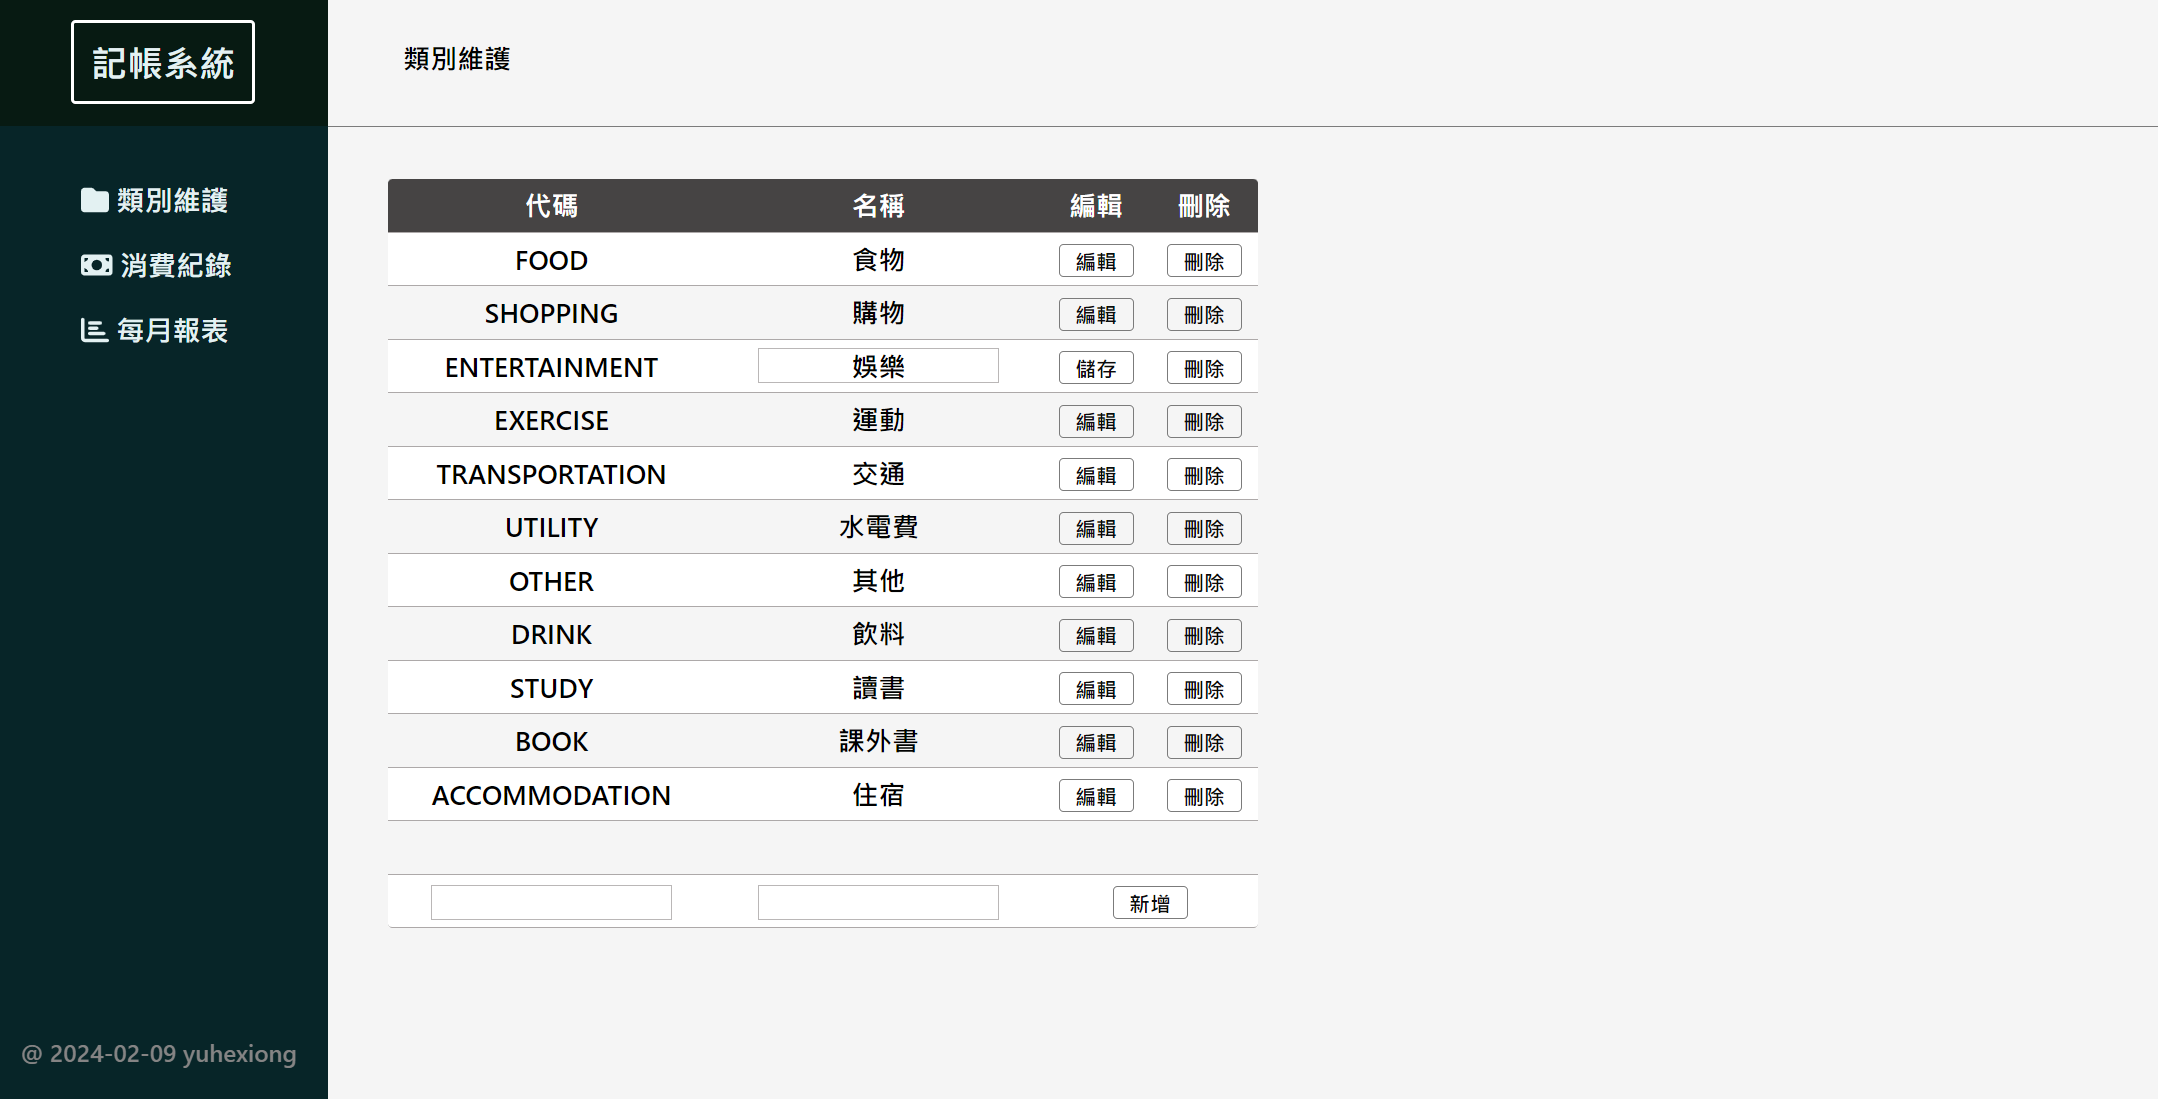 記帳系統
類別維護
類別維護
消費紀錄
每月報表
代碼 名稱 編輯 刪除
FOOD 食物 編輯 刪除
SHOPPING 購物 編輯 刪除
ENTERTAINMENT 娛樂 儲存 刪除
EXERCISE 運動 編輯 刪除
TRANSPORTATION 交通 編輯 刪除
UTILITY 水電費 編輯 刪除
OTHER 其他 編輯 刪除
DRINK 飲料 編輯 刪除
STUDY 讀書 編輯 刪除
BOOK 課外書 編輯 刪除
ACCOMMODATION 住宿 編輯 刪除
新增
@ 2024-02-09 yuhexiong